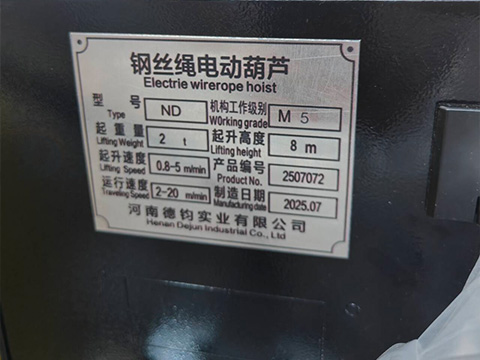 钢丝绳电动葫芦
Electrie wirerope hoist
型 号 ND 机构工作级别 M 5
Type W0rking grade
起 重 量 2 t 起升高度 8 m
Lifting Weight Lifting height
起升速度 0.8-5 m/min 产品编号 2507072
Lifting Speed Product No.
运行速度 2-20 m/min 制造日期 2025.07
Traveling Speed Manufacturing date
河南德钧实业有限公司
Henan Dejun Industrial Co., Ltd